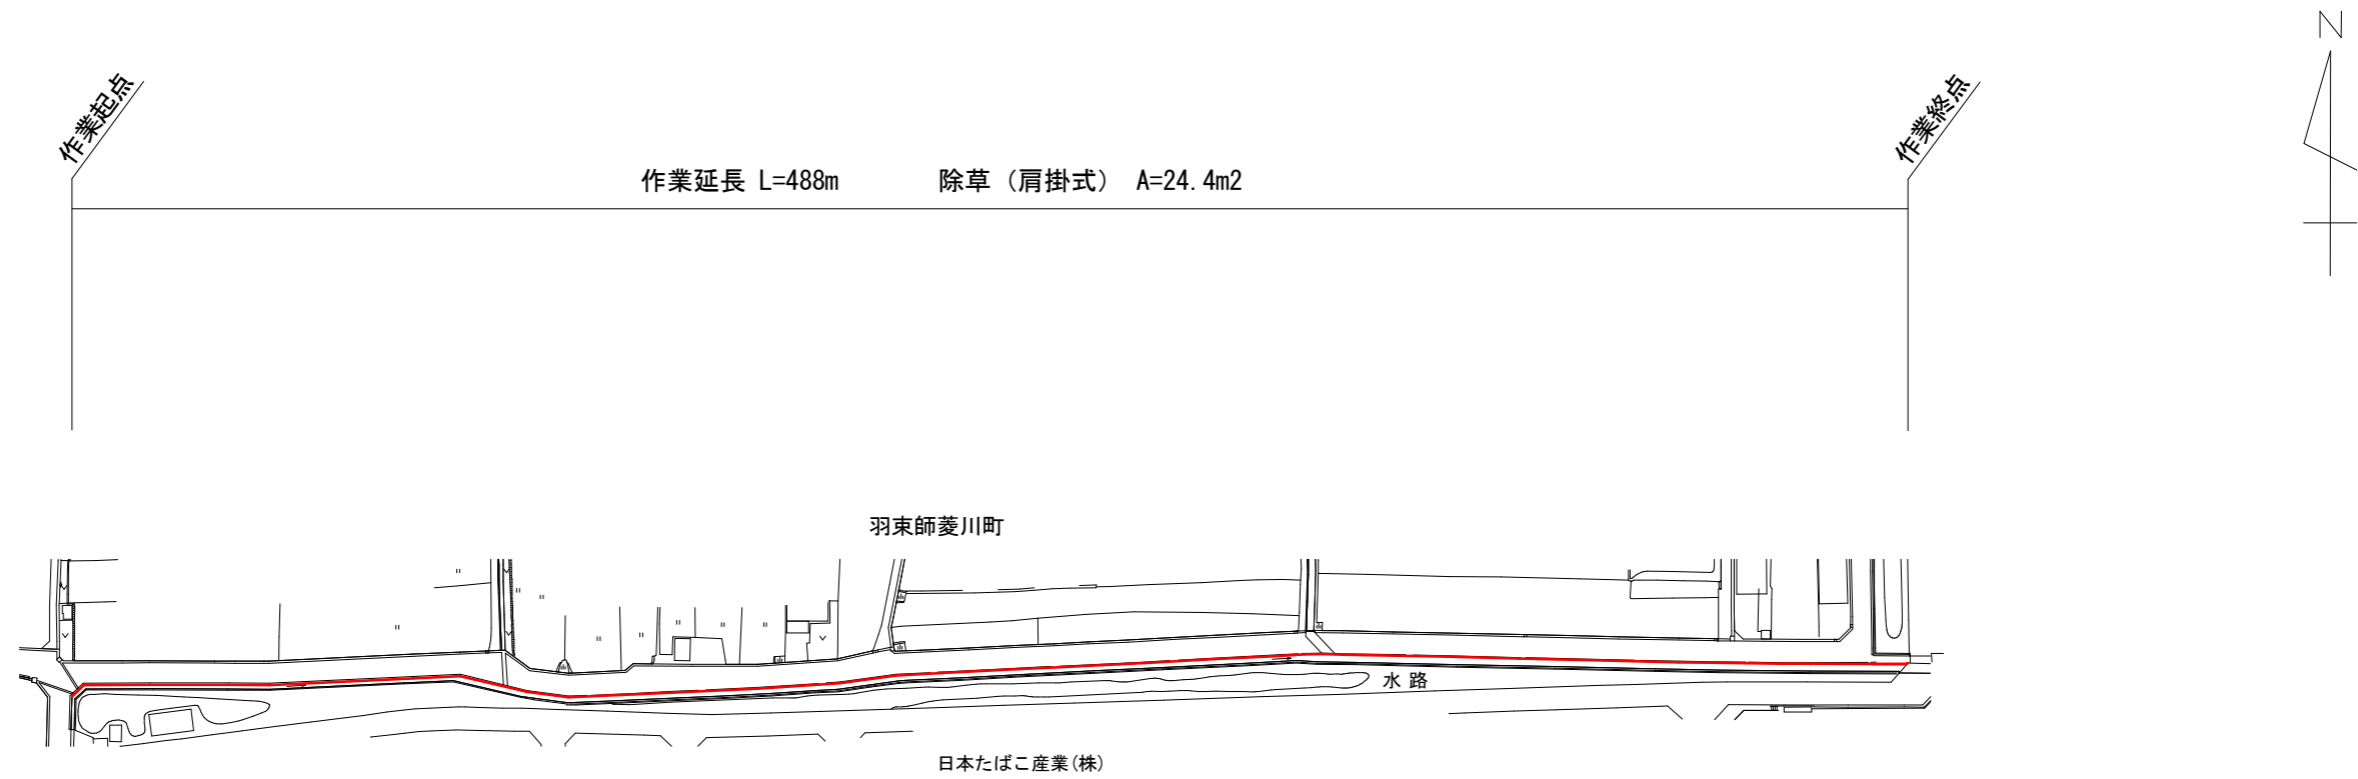 N
作業起点
作業終点
作業延長 L=488m 除草（肩掛式） A=24.4m2
羽束師菱川町
水路
日本たばこ産業(株)